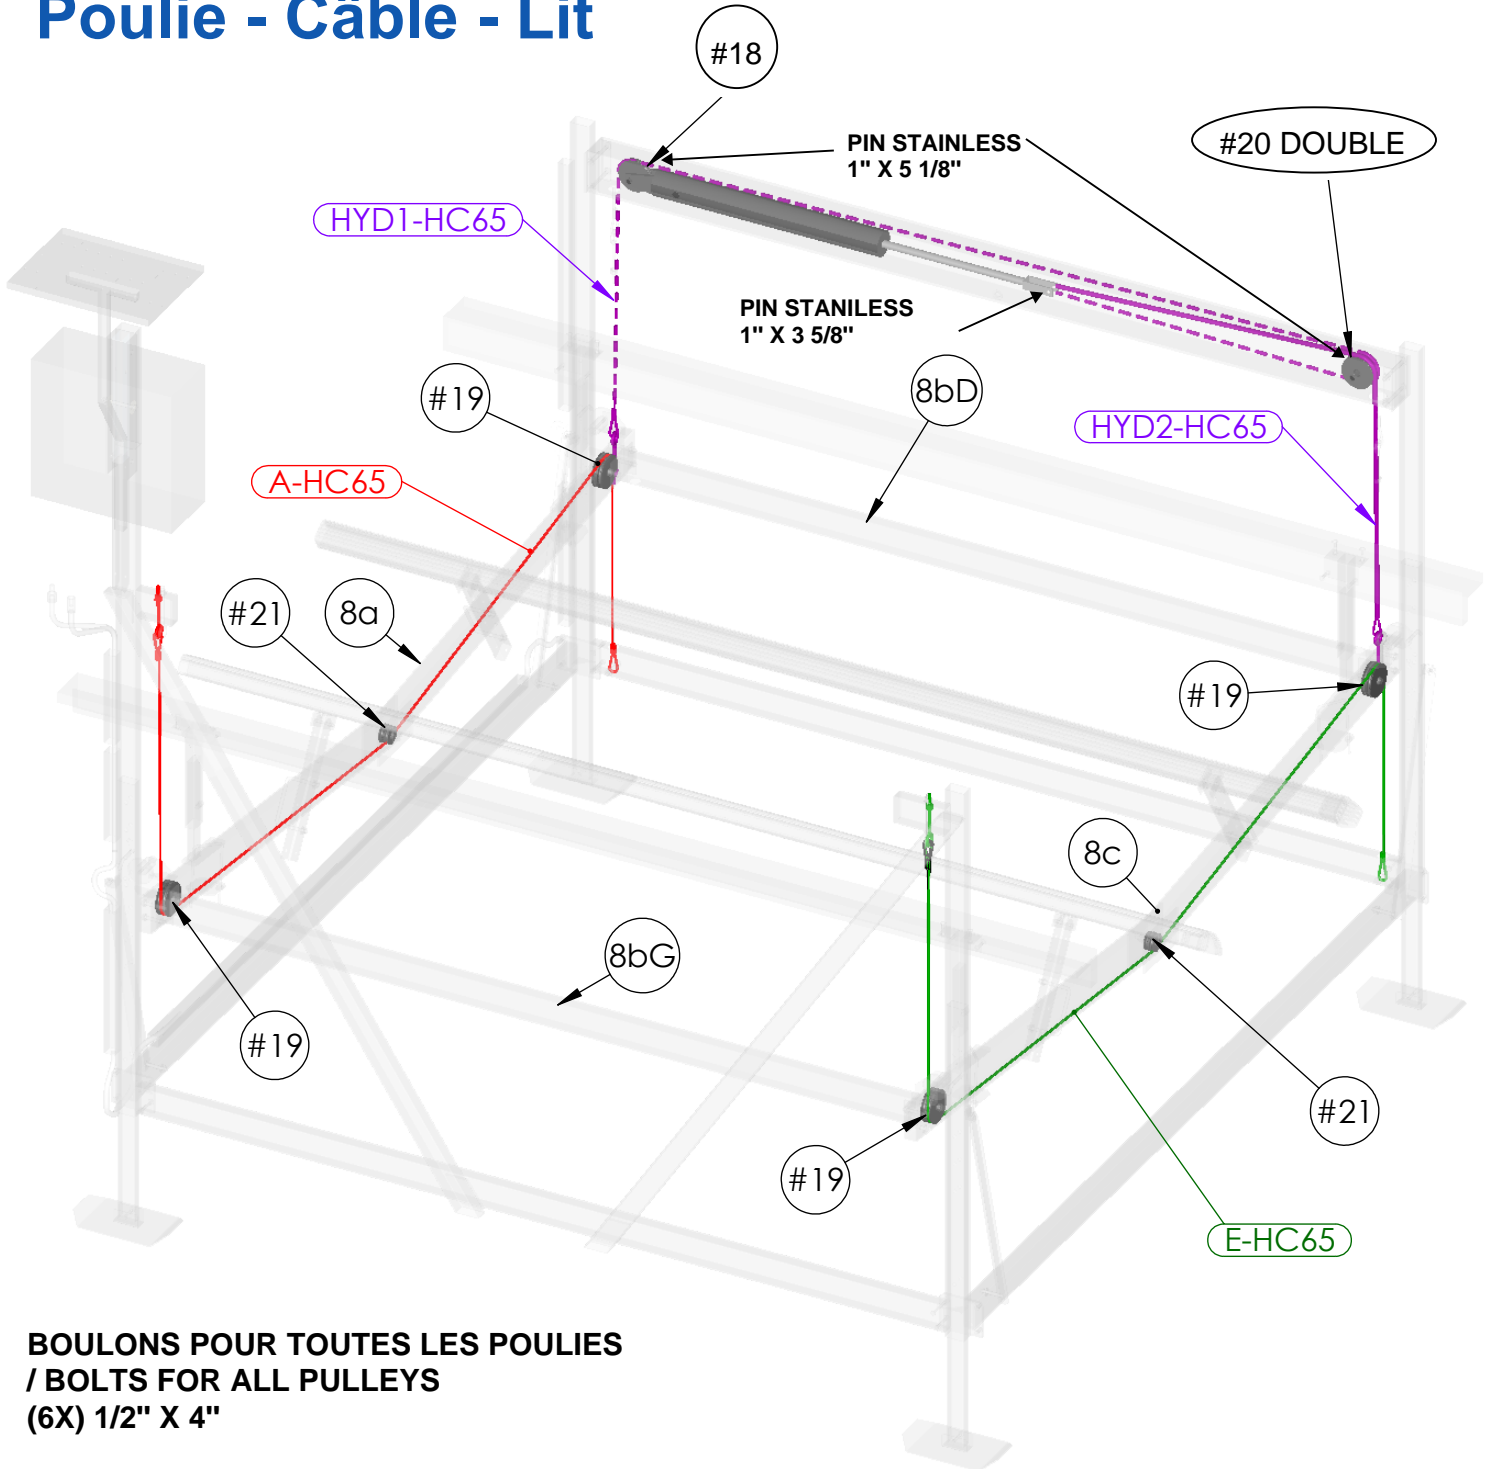 Poulie - Câble - Lit
#18
PIN STAINLESS
1" X 5 1/8"
#20 DOUBLE
HYD1-HC65
PIN STANILESS
1" X 3 5/8"
#19
8bD
HYD2-HC65
A-HC65
#21
8a
#19
8c
8bG
#19
#21
#19
E-HC65
BOULONS POUR TOUTES LES POULIES
/ BOLTS FOR ALL PULLEYS
(6X) 1/2" X 4"